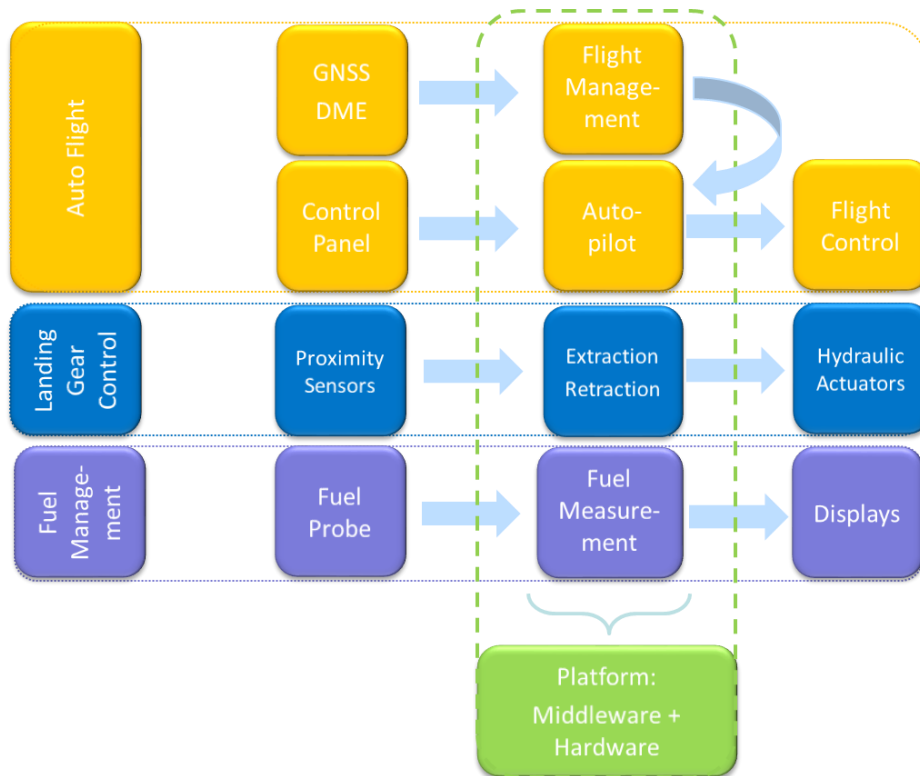 Auto Flight
GNSS
DME
Flight
Manage-
ment
Control
Panel
Auto-
pilot
Flight
Control
Landing
Gear
Control
Proximity
Sensors
Extraction
Retraction
Hydraulic
Actuators
Fuel
Manage-
ment
Fuel
Probe
Fuel
Measure-
ment
Displays
Platform:
Middleware +
Hardware